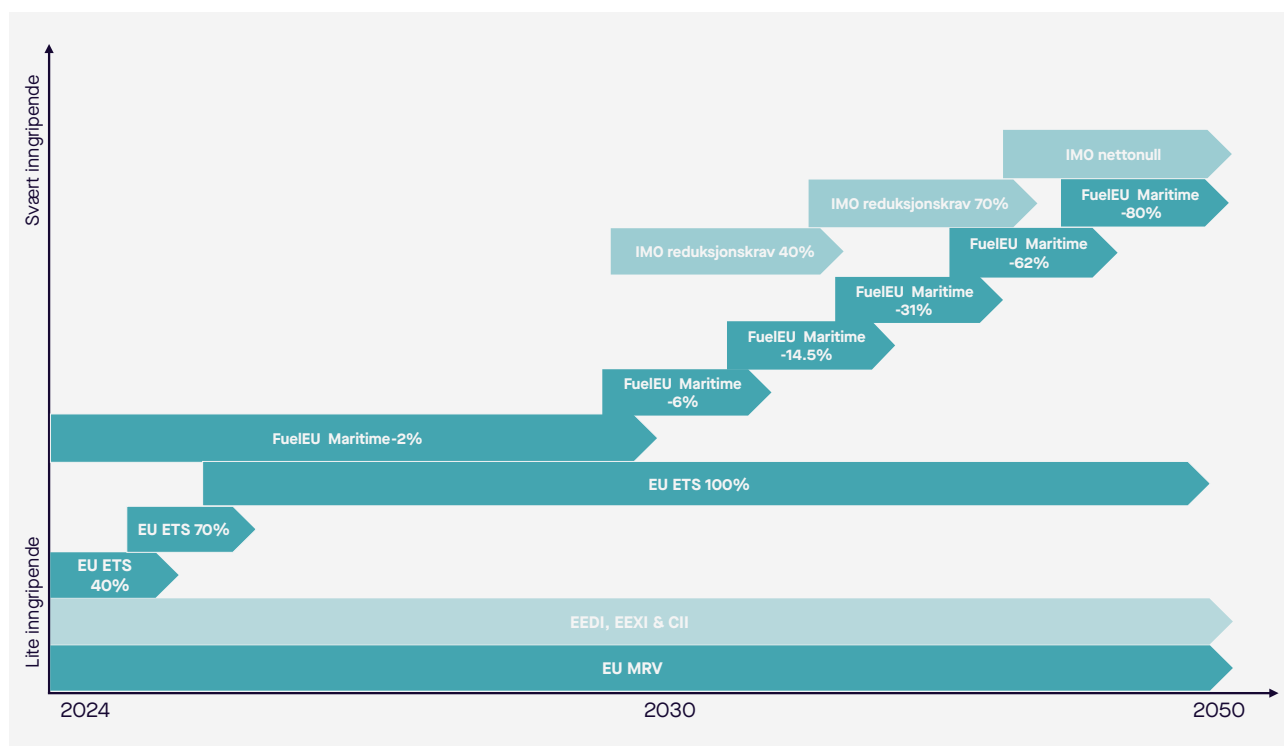 Svært inngripende
IMO nettonull
IMO reduksjonskrav 70%
FuelEU Maritime
-80%
IMO reduksjonskrav 40%
FuelEU Maritime
-62%
FuelEU Maritime
-31%
FuelEU Maritime
-14.5%
FuelEU Maritime
-6%
FuelEU Maritime-2%
EU ETS 100%
EU ETS 70%
EU ETS
40%
Lite inngripende
EEDI, EEXI & CII
EU MRV
2024
2030
2050